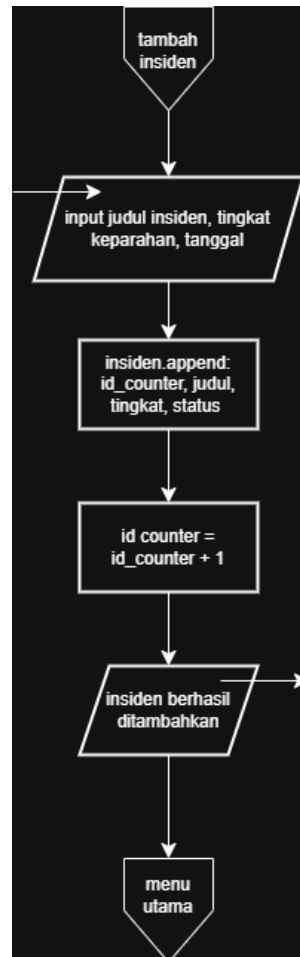 tambah
insiden
input judul insiden, tingkat
keparahan, tanggal
insiden.append:
id_counter, judul,
tingkat, status
id counter =
id_counter + 1
insiden berhasil
ditambahkan
menu
utama